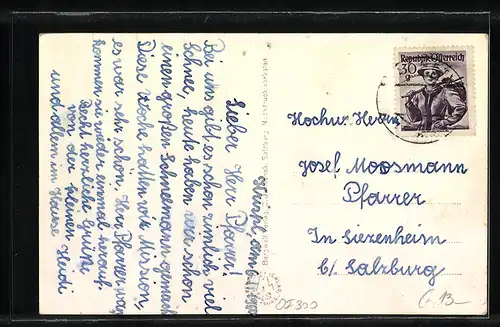 Lieber Herr Pfarrer!
Bei uns gibt es schon ziemlich viel
Schnee, heute haben wir schon
einen großen Schneemann gemacht
Diese Woche hatten wir Mission,
es war sehr schön, Herr Pfarrer
kommen sie wieder einmal herauf.
Recht herzliche Grüße
von der kleinen Heidi
und allem im Hause
Republik Österreich
30
g
Hochw. Herrn
Josef Moosmann
Pfarrer
In Siezenheim
b/ Salzburg